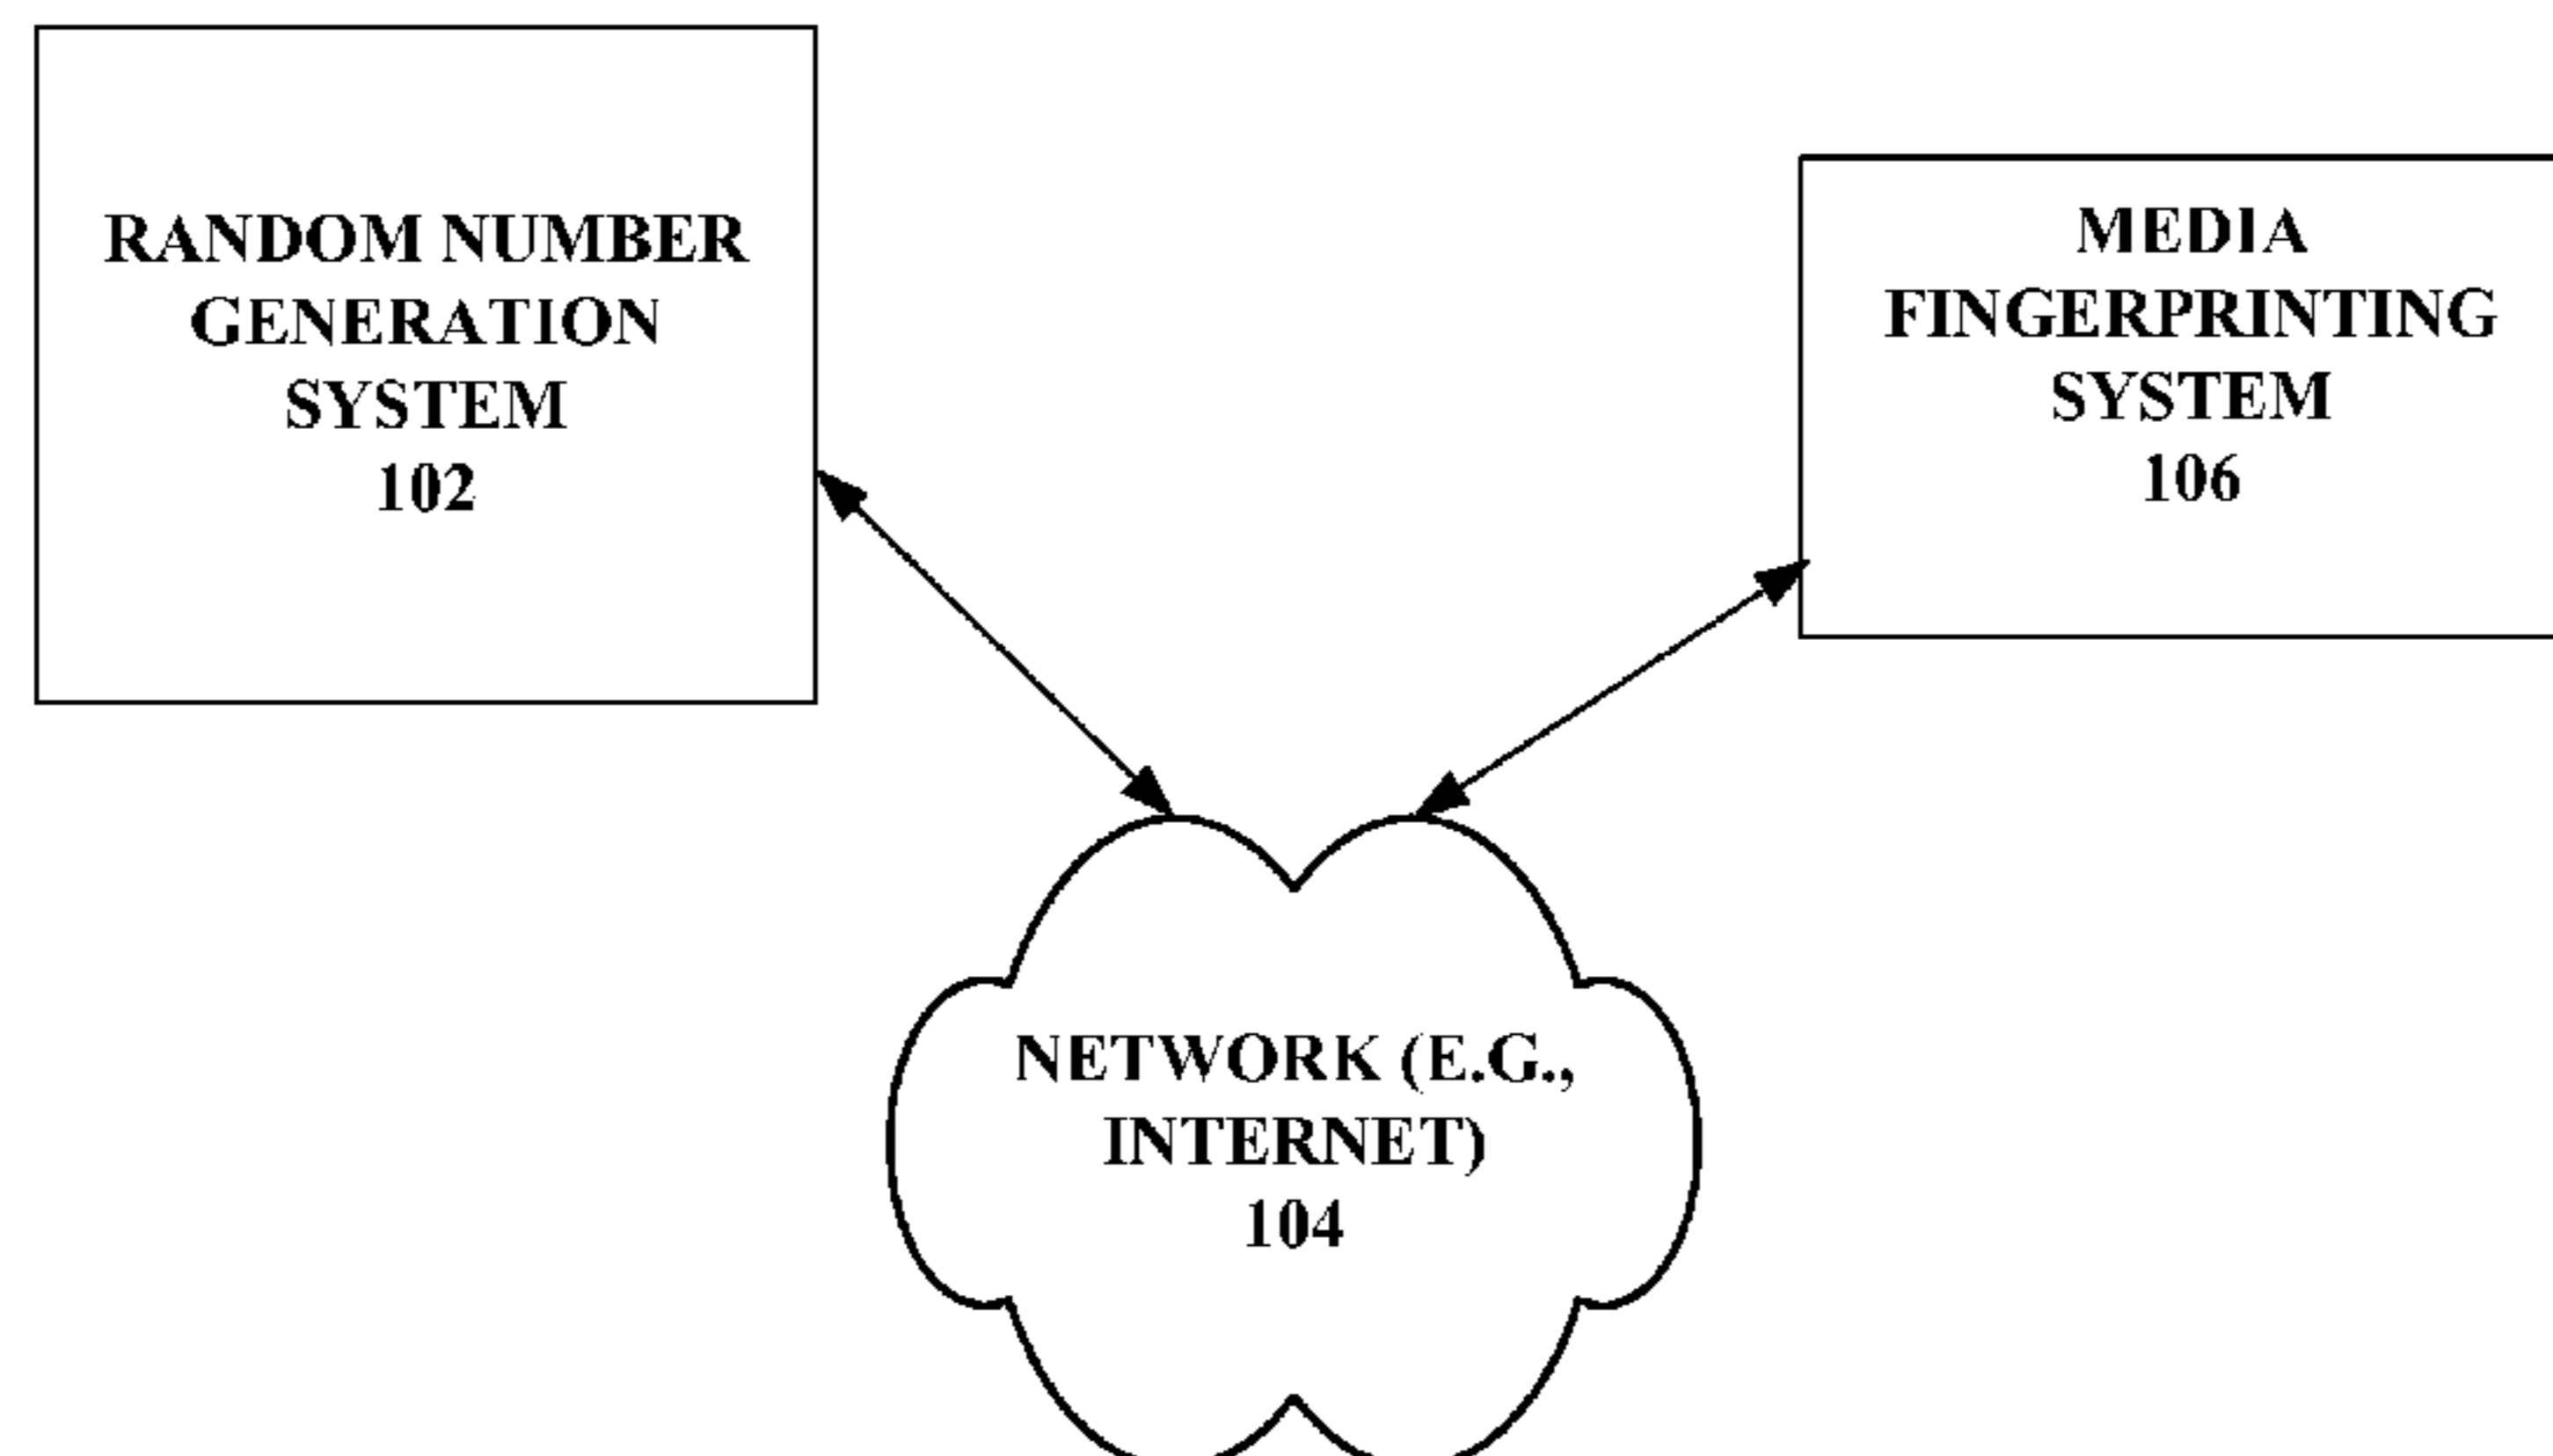 RANDOM NUMBER
GENERATION
SYSTEM
102
MEDIA
FINGERPRINTING
SYSTEM
106
NETWORK (E.G.,
INTERNET)
104